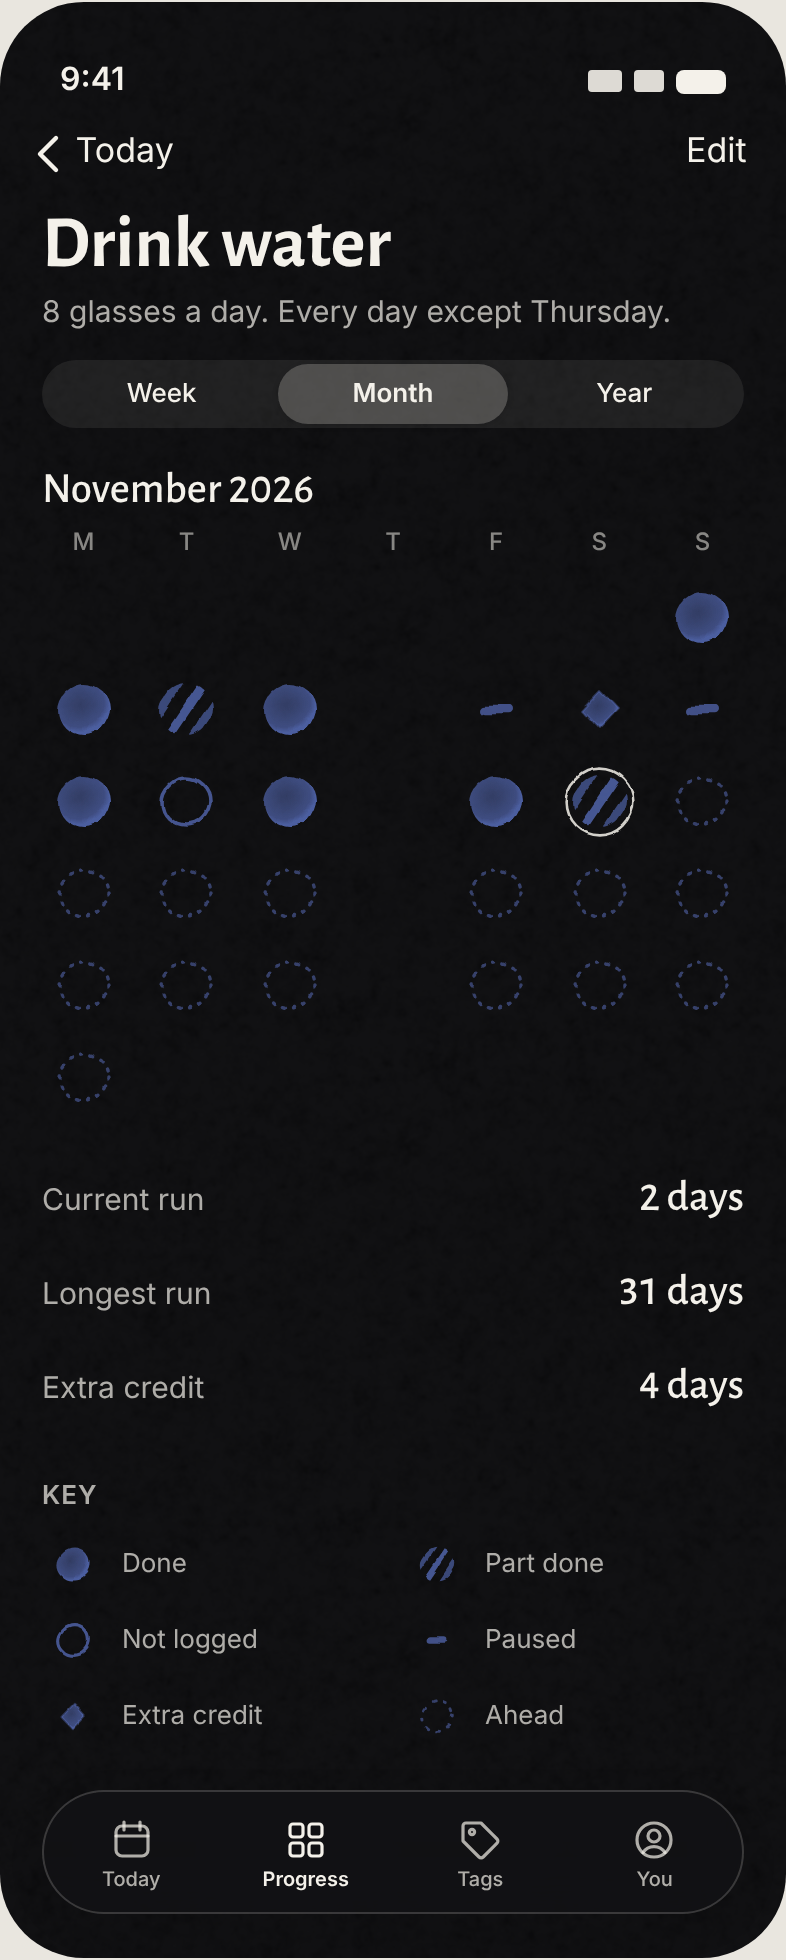 9:41
Today
Edit
Drink water
8 glasses a day. Every day except Thursday.
Week Month Year
November 2026
M T W T F S S
Current run 2 days
Longest run 31 days
Extra credit 4 days
KEY
Done Part done
Not logged Paused
Extra credit Ahead
Today Progress Tags You